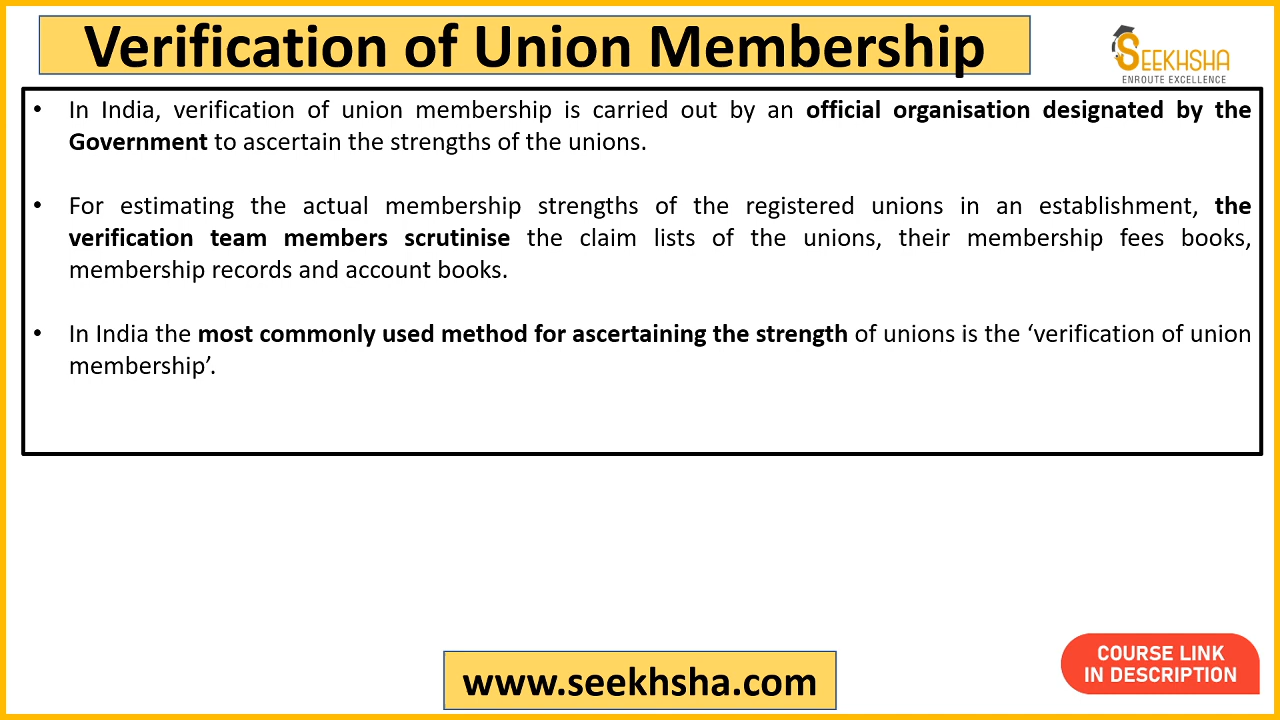 Verification of Union Membership
SEEKHSHA
ENROUTE EXCELLENCE
• In India, verification of union membership is carried out by an official organisation designated by the
Government to ascertain the strengths of the unions.
• For estimating the actual membership strengths of the registered unions in an establishment, the
verification team members scrutinise the claim lists of the unions, their membership fees books,
membership records and account books.
• In India the most commonly used method for ascertaining the strength of unions is the ‘verification of union
membership’.
COURSE LINK
IN DESCRIPTION
www.seekhsha.com